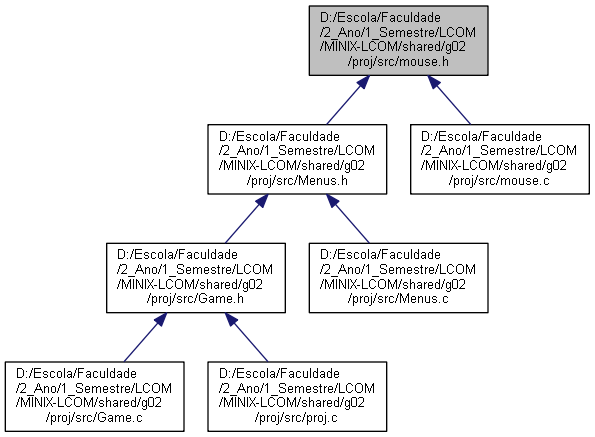 D:/Escola/Faculdade
/2_Ano/1_Semestre/LCOM
/MINIX-LCOM/shared/g02
/proj/src/mouse.h
D:/Escola/Faculdade
/2_Ano/1_Semestre/LCOM
/MINIX-LCOM/shared/g02
/proj/src/Menus.h
D:/Escola/Faculdade
/2_Ano/1_Semestre/LCOM
/MINIX-LCOM/shared/g02
/proj/src/mouse.c
D:/Escola/Faculdade
/2_Ano/1_Semestre/LCOM
/MINIX-LCOM/shared/g02
/proj/src/Game.h
D:/Escola/Faculdade
/2_Ano/1_Semestre/LCOM
/MINIX-LCOM/shared/g02
/proj/src/Menus.c
D:/Escola/Faculdade
/2_Ano/1_Semestre/LCOM
/MINIX-LCOM/shared/g02
/proj/src/Game.c
D:/Escola/Faculdade
/2_Ano/1_Semestre/LCOM
/MINIX-LCOM/shared/g02
/proj/src/proj.c